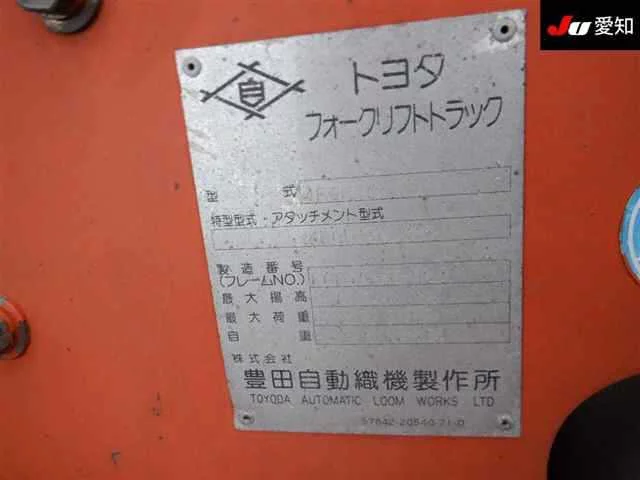 JU 愛知
自
トヨタ
フォークリフトトラック
型 式
特型型式・アタッチメント型式
製造番号
(フレームNO.)
最大揚高
最大荷重
自 重
株式会社
豊田自動織機製作所
TOYODA AUTOMATIC LOOM WORKS LTD
57642-20540-71-D